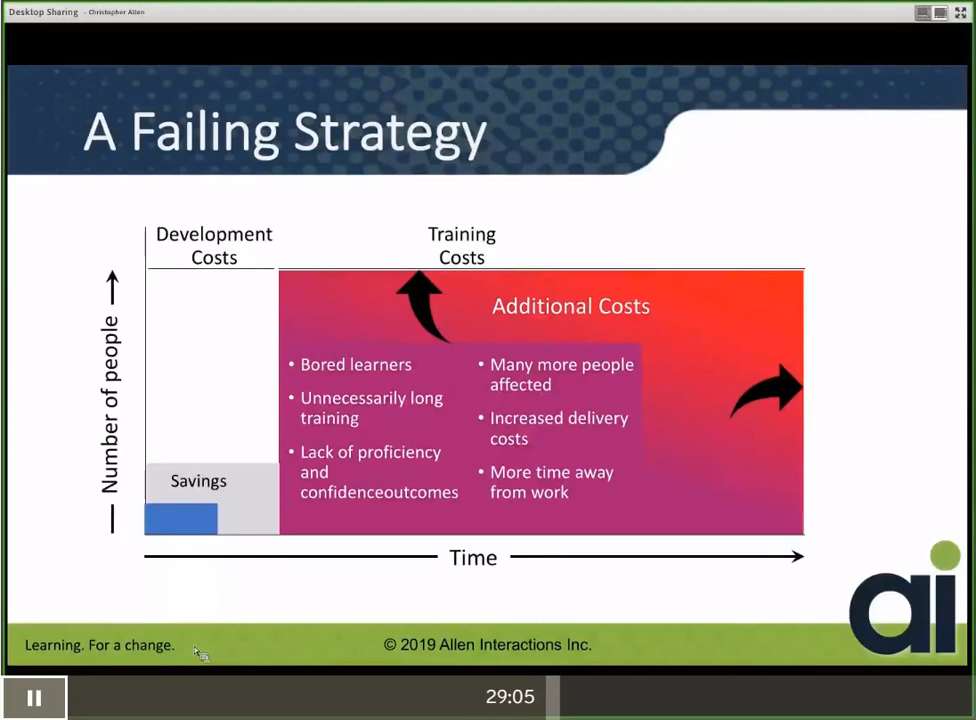 Desktop Sharing - Christopher Allen
A Failing Strategy
Development
Costs
Training
Costs
Number of people
Additional Costs
• Bored learners
• Unnecessarily long
training
• Lack of proficiency
and
confidenceoutcomes
• Many more people
affected
• Increased delivery
costs
• More time away
from work
Savings
Time
ai
Learning. For a change.
© 2019 Allen Interactions Inc.
29:05